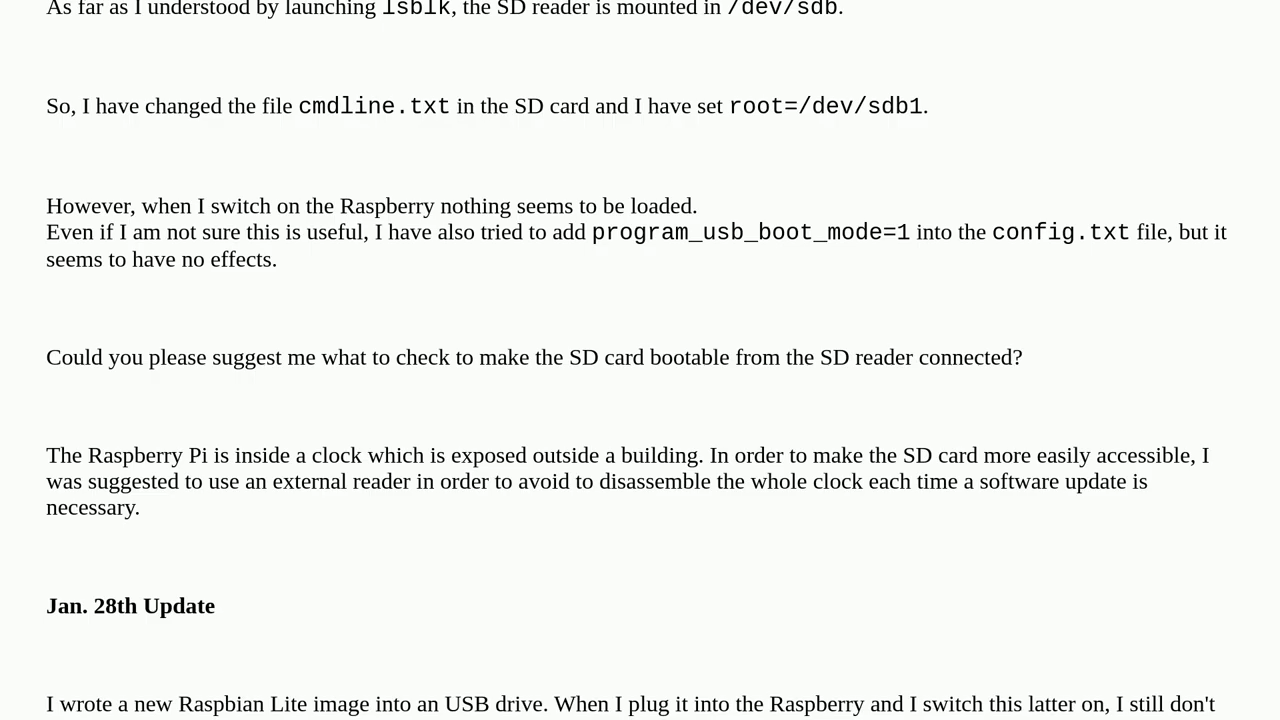 As far as I understood by launching lsblk, the SD reader is mounted in /dev/sdb.
So, I have changed the file cmdline.txt in the SD card and I have set root=/dev/sdb1.
However, when I switch on the Raspberry nothing seems to be loaded.
Even if I am not sure this is useful, I have also tried to add program_usb_boot_mode=1 into the config.txt file, but it
seems to have no effects.
Could you please suggest me what to check to make the SD card bootable from the SD reader connected?
The Raspberry Pi is inside a clock which is exposed outside a building. In order to make the SD card more easily accessible, I
was suggested to use an external reader in order to avoid to disassemble the whole clock each time a software update is
necessary.
Jan. 28th Update
I wrote a new Raspbian Lite image into an USB drive. When I plug it into the Raspberry and I switch this latter on, I still don't